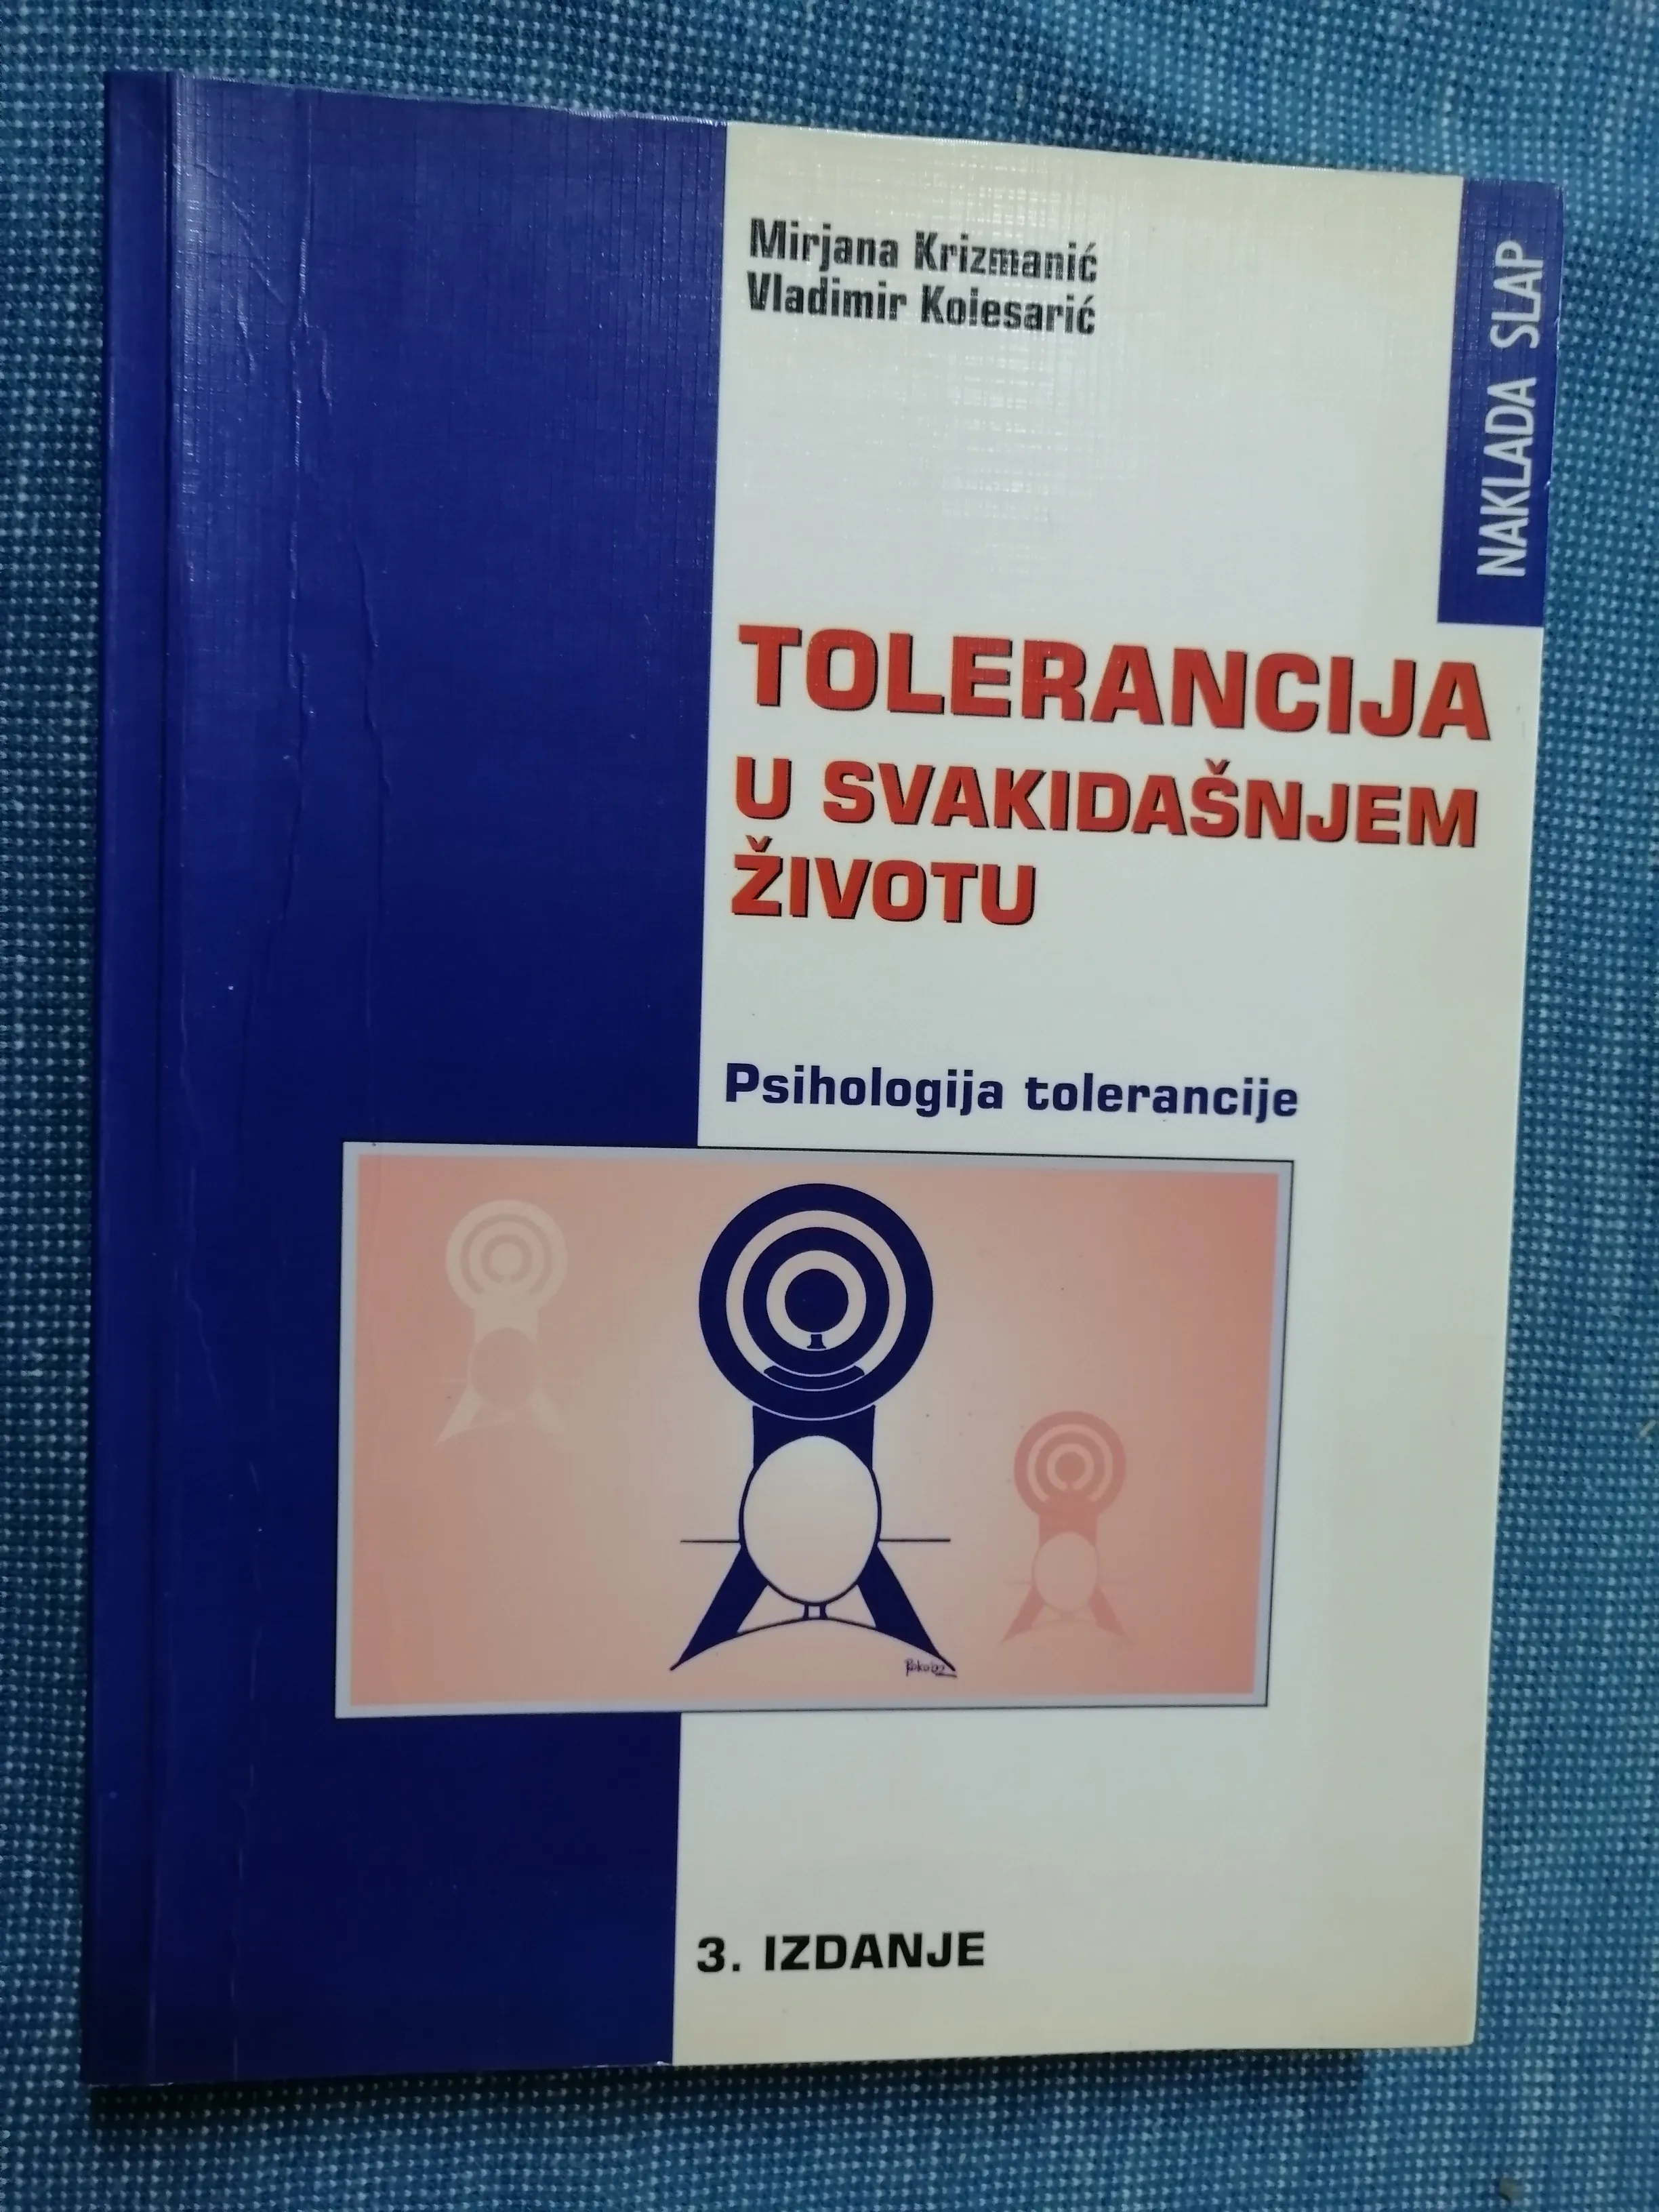 Mirjana Krizmanić
Vladimir Kolesarić
NAKLADA SLAP
TOLERANCIJA
U SVAKIDAŠNJEM
ŽIVOTU
Psihologija tolerancije
3. IZDANJE